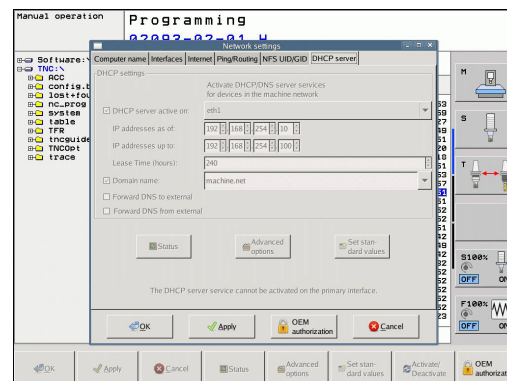 Manual operation
Programming
Network settings
Computer name Interfaces Internet Ping/Routing NFS UID/GID DHCP server
DHCP settings
Activate DHCP/DNS server services
for devices in the machine network
DHCP server active on: eth1
IP addresses as of: 192 168 254 10
IP addresses up to: 192 168 254 100
Lease Time (hours): 240
Domain name: machine.net
Forward DNS to external
Forward DNS from external
Status
Advanced options
Set stan- dard values
The DHCP server service cannot be activated on the primary interface.
OK
Apply
OEM authorization
Cancel
Software:
TNC:\
ACC
config.
lost+fou
nc_prog
system
table
TFR
tncguide
TNCOpt
trace
M
S
T
S100%
OFF ON
F100%
OFF ON
OK
Apply
Cancel
Status
Advanced options
Set stan- dard values
Activate/ Deactivate
OEM authorizat